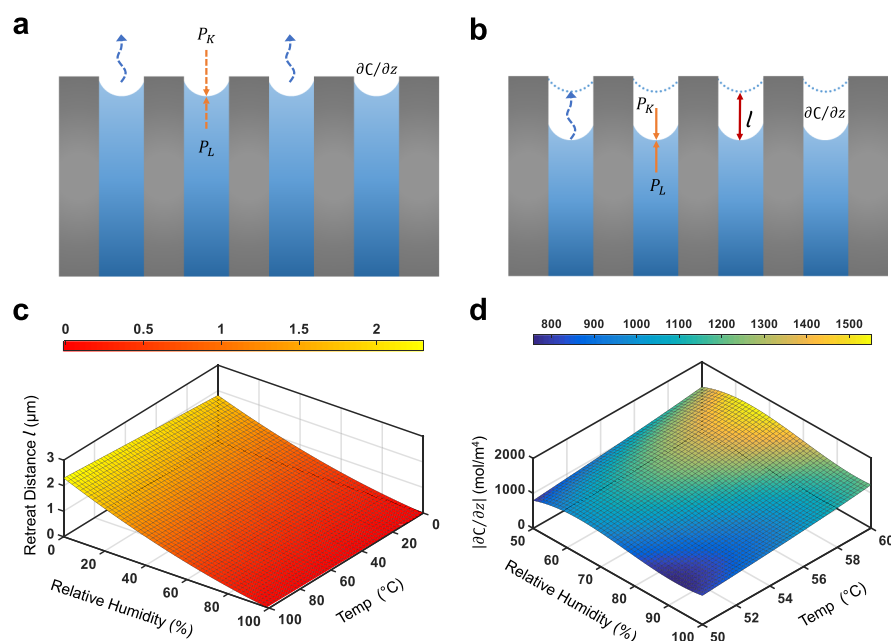 a
P_K
∂C/∂z
P_L
b
P_K
l
∂C/∂z
P_L
c
0 0.5 1 1.5 2
Retreat Distance l (μm)
3
2
1
0
0 20 40 60 80 100
Relative Humidity (%)
0
20
40
60
80
100
Temp (°C)
d
800 900 1000 1100 1200 1300 1400 1500
|∂C/∂z| (mol/m⁴)
2000
1000
0
50 60 70 80 90 100
Relative Humidity (%)
60
58
56
54
52
50
Temp (°C)